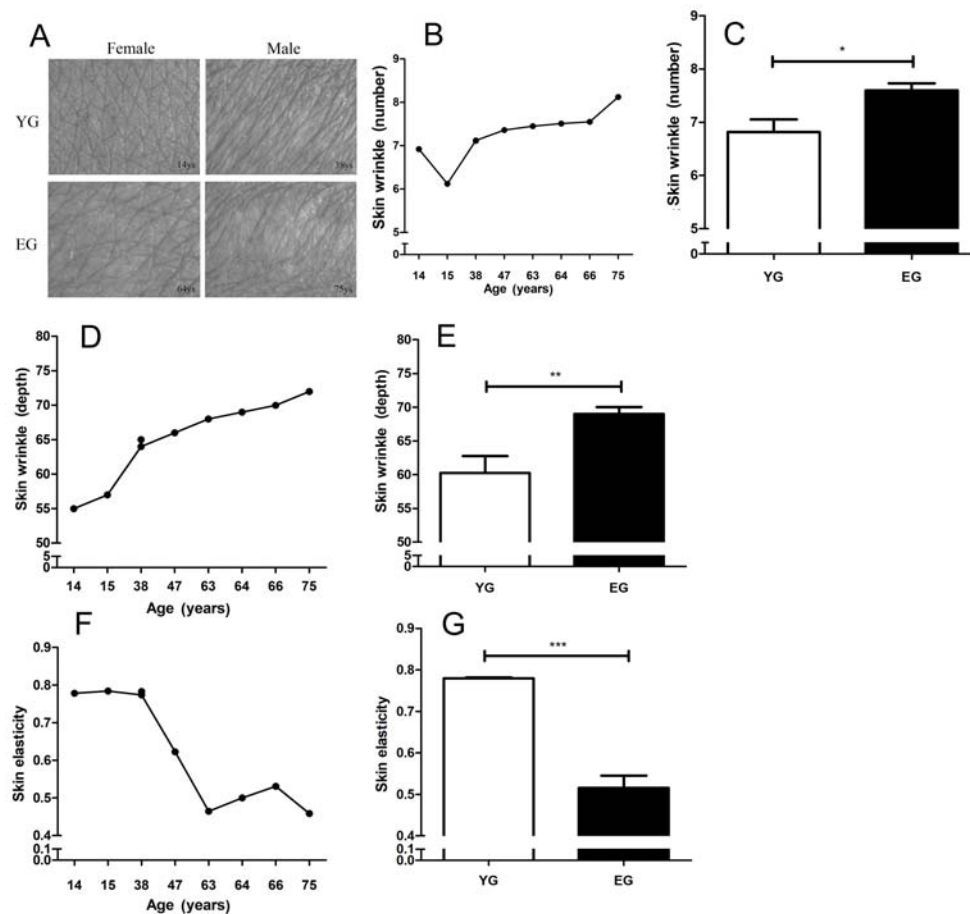 A
Female
Male
YG
EG
14ys
38ys
64ys
75ys
B
Skin wrinkle (number)
9
8
7
6
5
0
14 15 38 47 63 64 66 75
Age (years)
C
Skin wrinkle (number)
9
8
7
6
5
0
*
YG
EG
D
Skin wrinkle (depth)
80
75
70
65
60
55
50
5
0
14 15 38 47 63 64 66 75
Age (years)
E
Skin wrinkle (depth)
80
75
70
65
60
55
50
5
0
**
YG
EG
F
Skin elasticity
0.9
0.8
0.7
0.6
0.5
0.4
0.1
0.0
14 15 38 47 63 64 66 75
Age (years)
G
Skin elasticity
0.9
0.8
0.7
0.6
0.5
0.4
0.1
0.0
***
YG
EG